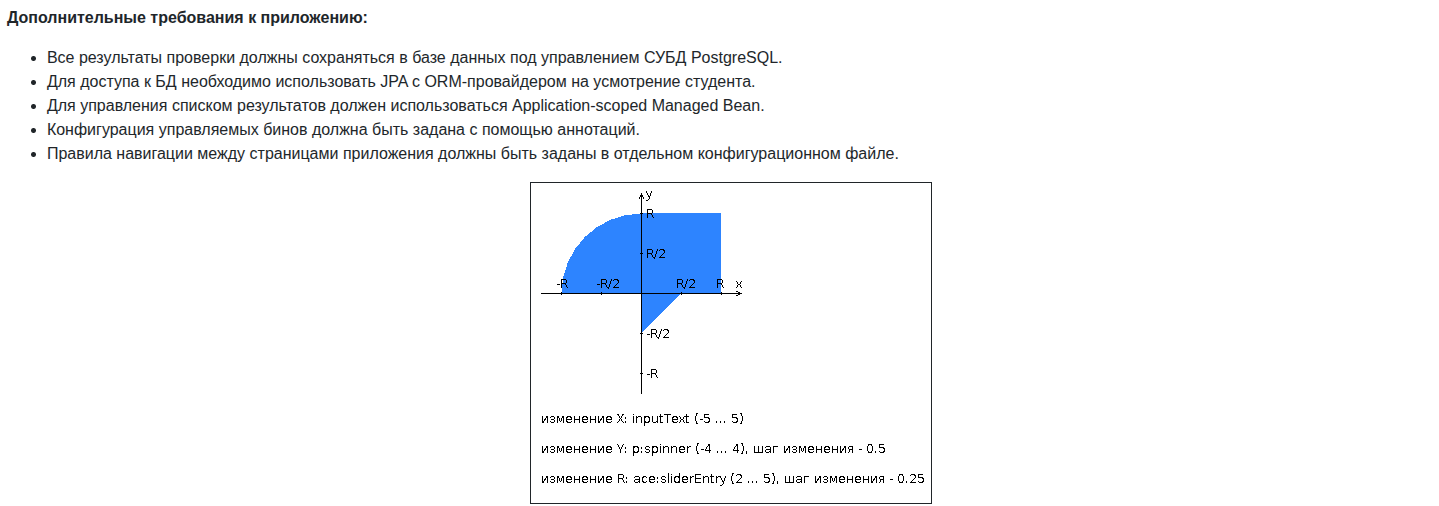 Дополнительные требования к приложению:
Все результаты проверки должны сохраняться в базе данных под управлением СУБД PostgreSQL.
Для доступа к БД необходимо использовать JPA с ORM-провайдером на усмотрение студента.
Для управления списком результатов должен использоваться Application-scoped Managed Bean.
Конфигурация управляемых бинов должна быть задана с помощью аннотаций.
Правила навигации между страницами приложения должны быть заданы в отдельном конфигурационном файле.
y
R
R/2
-R -R/2 R/2 R x
-R/2
-R
изменение X: inputText (-5 ... 5)
изменение Y: p:spinner (-4 ... 4), шаг изменения - 0.5
изменение R: ace:sliderEntry (2 ... 5), шаг изменения - 0.25